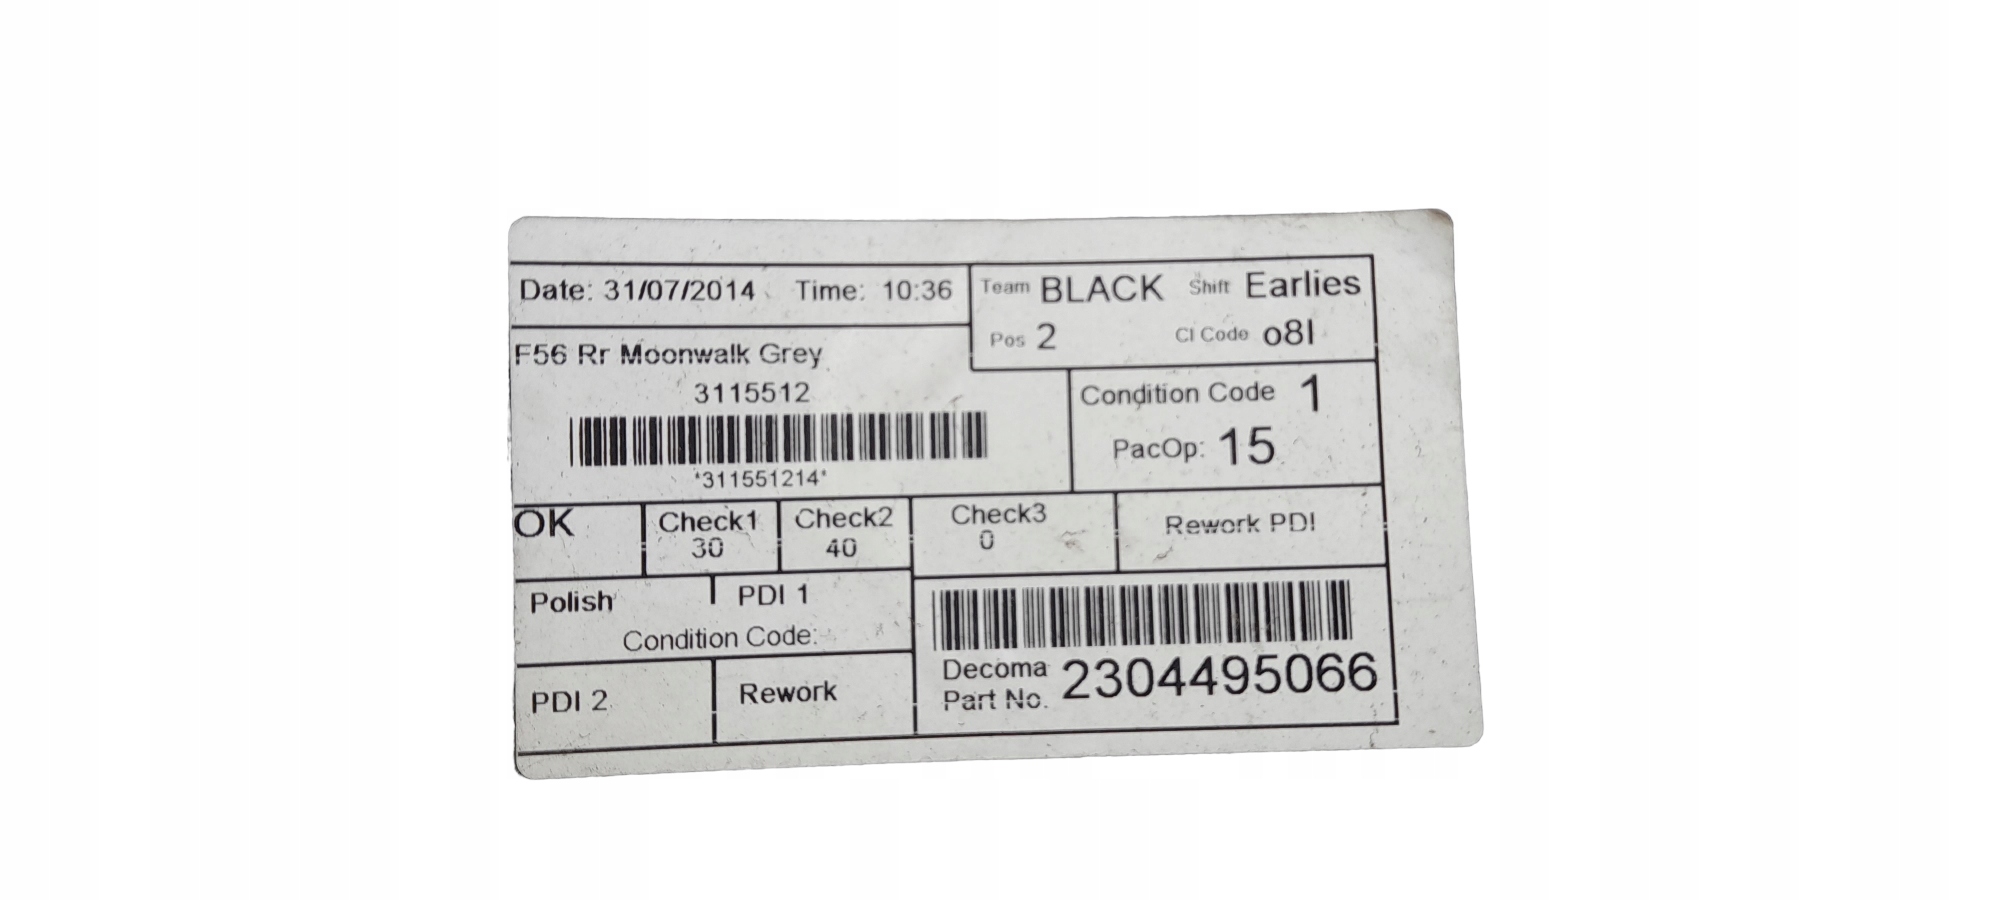 Date: 31/07/2014 Time: 10:36
Team BLACK Shift Earlies
Pos 2 CI Code o8l
F56 Rr Moonwalk Grey
3115512
*311551214*
Condition Code 1
PacOp: 15
OK
Check1
30
Check2
40
Check3
0
Rework PDI
Polish
PDI 1
Condition Code:
PDI 2
Rework
Decoma
Part No. 2304495066